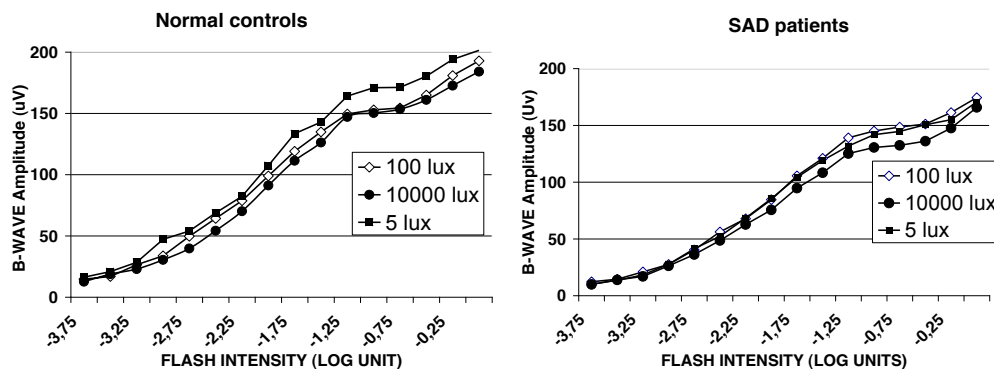 Normal controls
B-WAVE Amplitude (uV)
200
150
100
50
0
100 lux
10000 lux
5 lux
-3,75
-3,25
-2,75
-2,25
-1,75
-1,25
-0,75
-0,25
FLASH INTENSITY (LOG UNIT)
SAD patients
B-WAVE Amplitude (Uv)
200
150
100
50
0
100 lux
10000 lux
5 lux
-3,75
-3,25
-2,75
-2,25
-1,75
-1,25
-0,75
-0,25
FLASH INTENSITY (LOG UNITS)